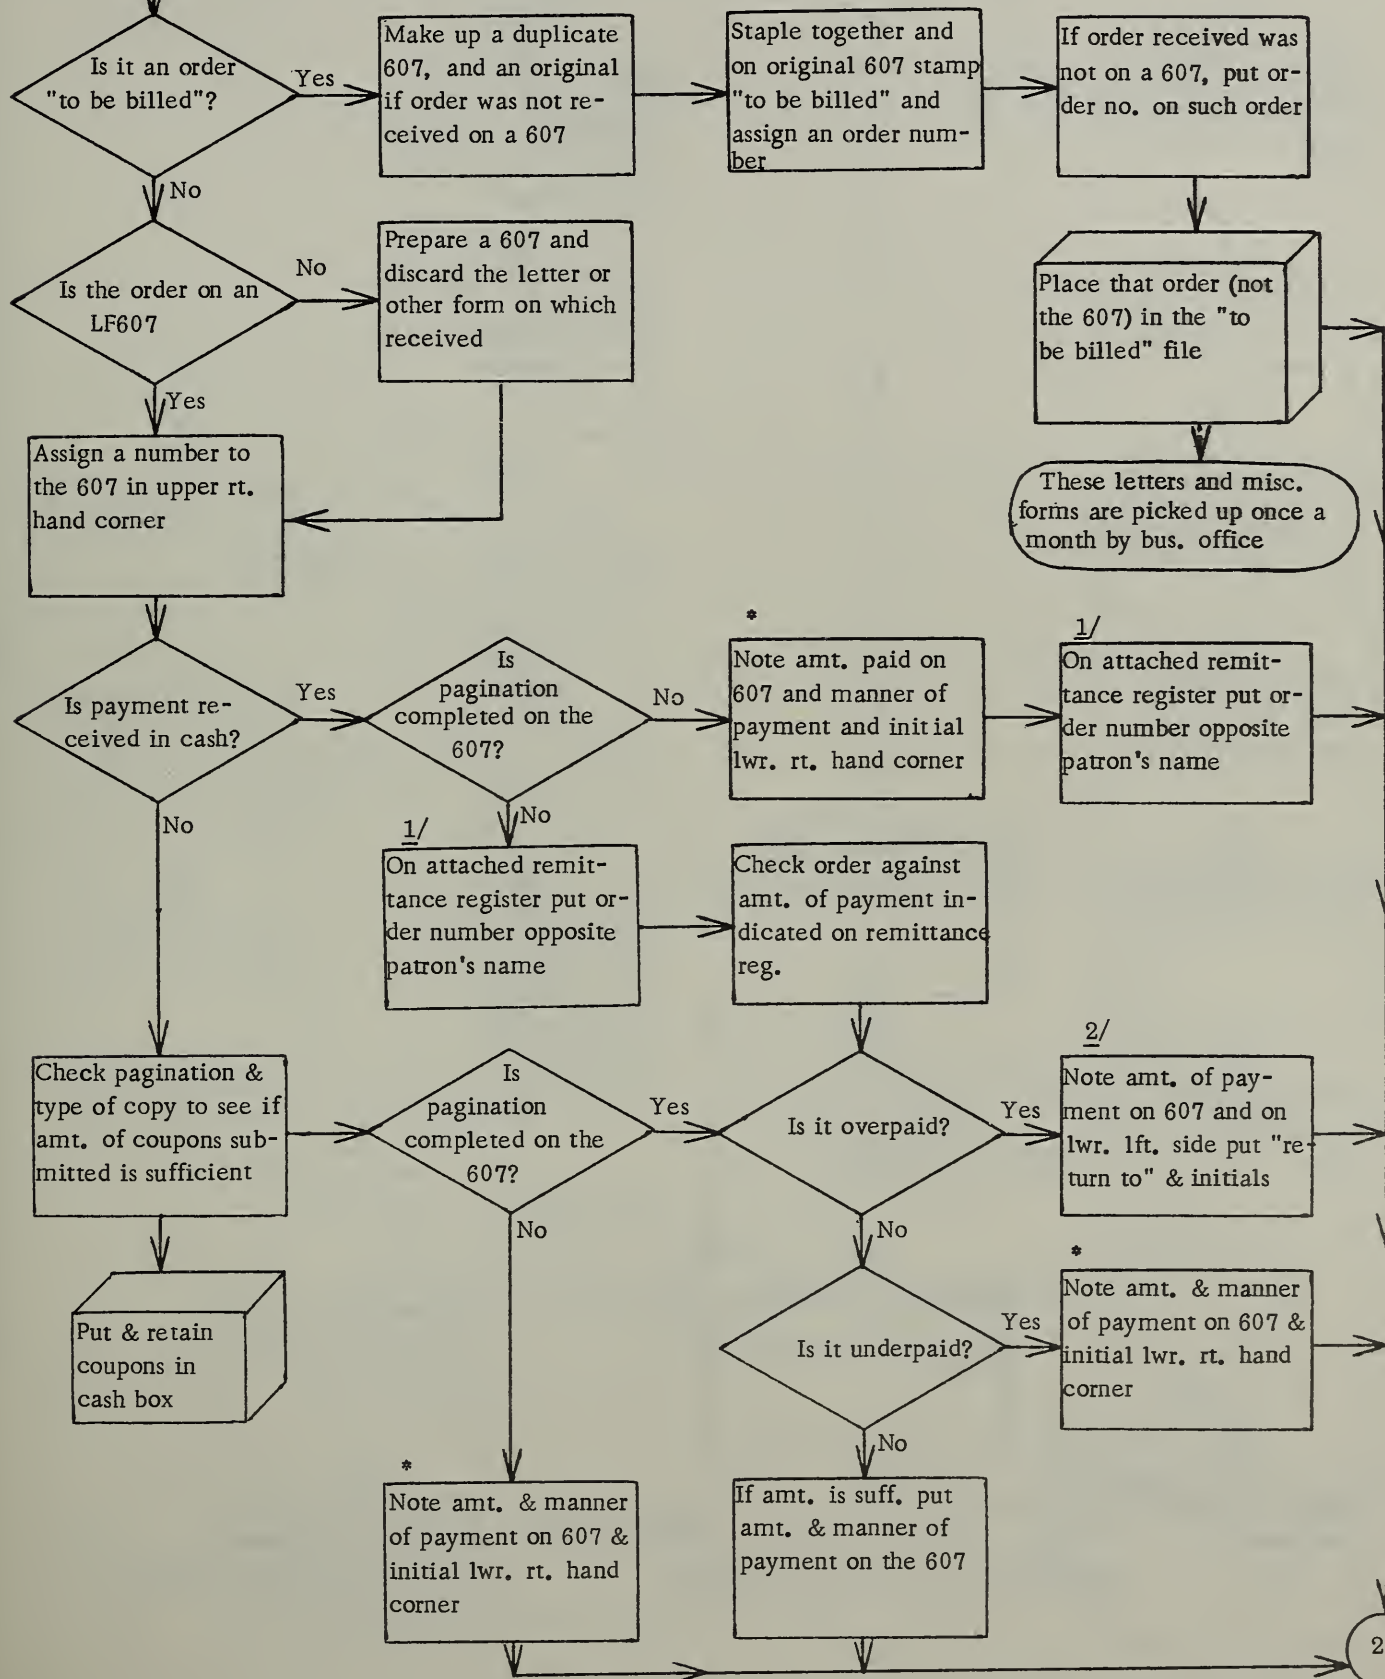 Is it an order
"to be billed"?
Yes
Make up a duplicate
607, and an original
if order was not re-
ceived on a 607
Staple together and
on original 607 stamp
"to be billed" and
assign an order num-
ber
If order received was
not on a 607, put or-
der no. on such order
No
Is the order on an
LF607
No
Prepare a 607 and
discard the letter or
other form on which
received
Place that order (not
the 607) in the "to
be billed" file
Yes
Assign a number to
the 607 in upper rt.
hand corner
These letters and misc.
forms are picked up once a
month by bus. office
Is payment re-
ceived in cash?
Yes
Is
pagination
completed on the
607?
No
*
Note amt. paid on
607 and manner of
payment and initial
lwr. rt. hand corner
1/
On attached remit-
tance register put or-
der number opposite
patron's name
No
No
1/
On attached remit-
tance register put or-
der number opposite
patron's name
Check order against
amt. of payment in-
dicated on remittance
reg.
Check pagination &
type of copy to see if
amt. of coupons sub-
mitted is sufficient
Is
pagination
completed on the
607?
Yes
Is it overpaid?
Yes
2/
Note amt. of pay-
ment on 607 and on
lwr. lft. side put "re-
turn to" & initials
No
No
Put & retain
coupons in
cash box
Is it underpaid?
Yes
*
Note amt. & manner
of payment on 607 &
initial lwr. rt. hand
corner
No
*
Note amt. & manner
of payment on 607 &
initial lwr. rt. hand
corner
If amt. is suff. put
amt. & manner of
payment on the 607
2